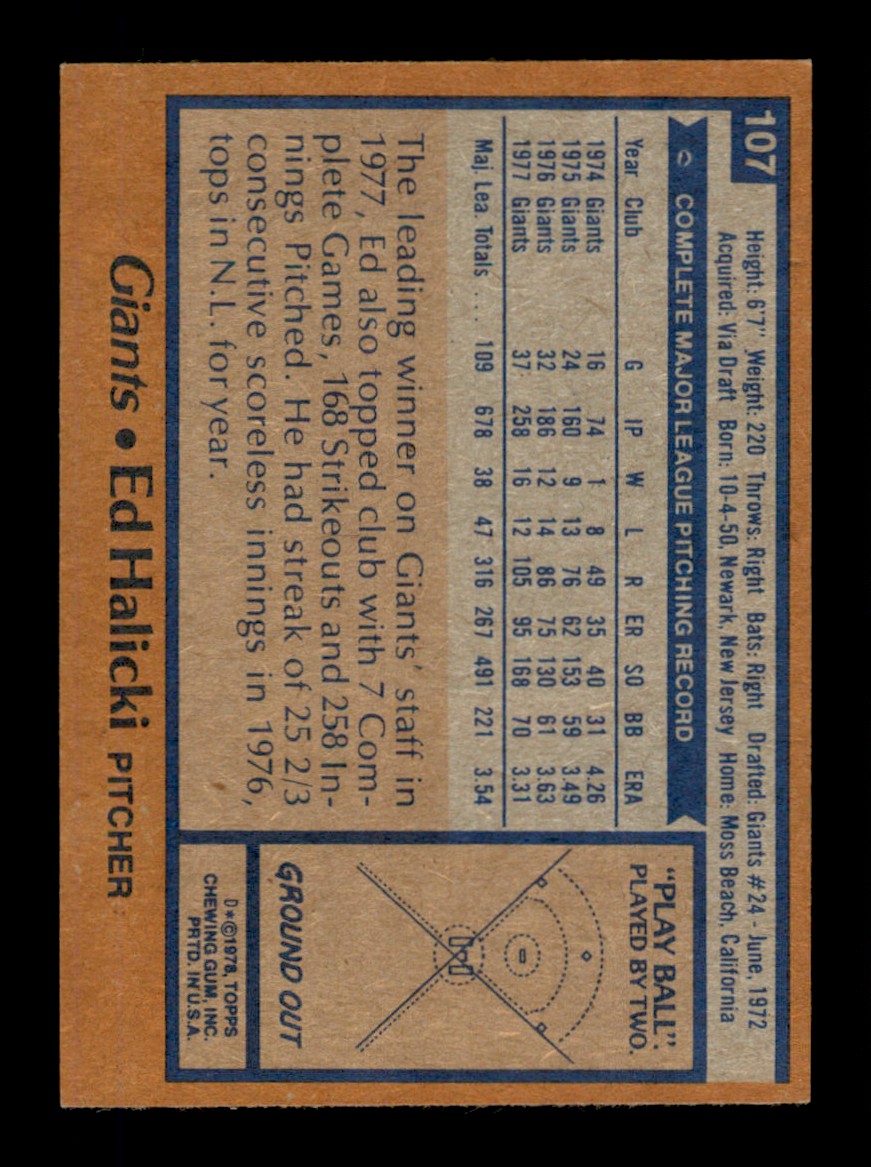 107
Height: 6'7" Weight: 220 Throws: Right Bats: Right Drafted: Giants #24 - June, 1972
Acquired: Via Draft Born: 10-4-50, Newark, New Jersey Home: Moss Beach, California
COMPLETE MAJOR LEAGUE PITCHING RECORD
Year Club G IP W L R ER SO BB ERA
1974 Giants 16 74 1 8 49 35 40 31 4.26
1975 Giants 24 160 9 13 76 62 153 59 3.49
1976 Giants 32 186 12 14 86 75 130 61 3.63
1977 Giants 37 258 16 12 105 95 168 70 3.31
Maj. Lea. Totals .... 109 678 38 47 316 267 491 221 3.54
The leading winner on Giants' staff in
1977, Ed also topped club with 7 Com-
plete Games, 168 Strikeouts and 258 In-
nings Pitched. He had streak of 25 2/3
consecutive scoreless innings in 1976,
tops in N.L. for year.
"PLAY BALL".
PLAYED BY TWO.
GROUND OUT
D*©1978, TOPPS
CHEWING GUM, INC.
PRTD. IN U.S.A.
Giants • Ed Halicki PITCHER